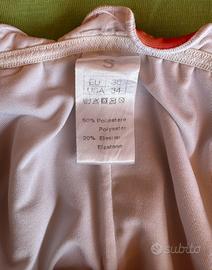 S
EU 36
USA 34
80% Poliestere
Polyester
20% Elastan
Elastane
subito